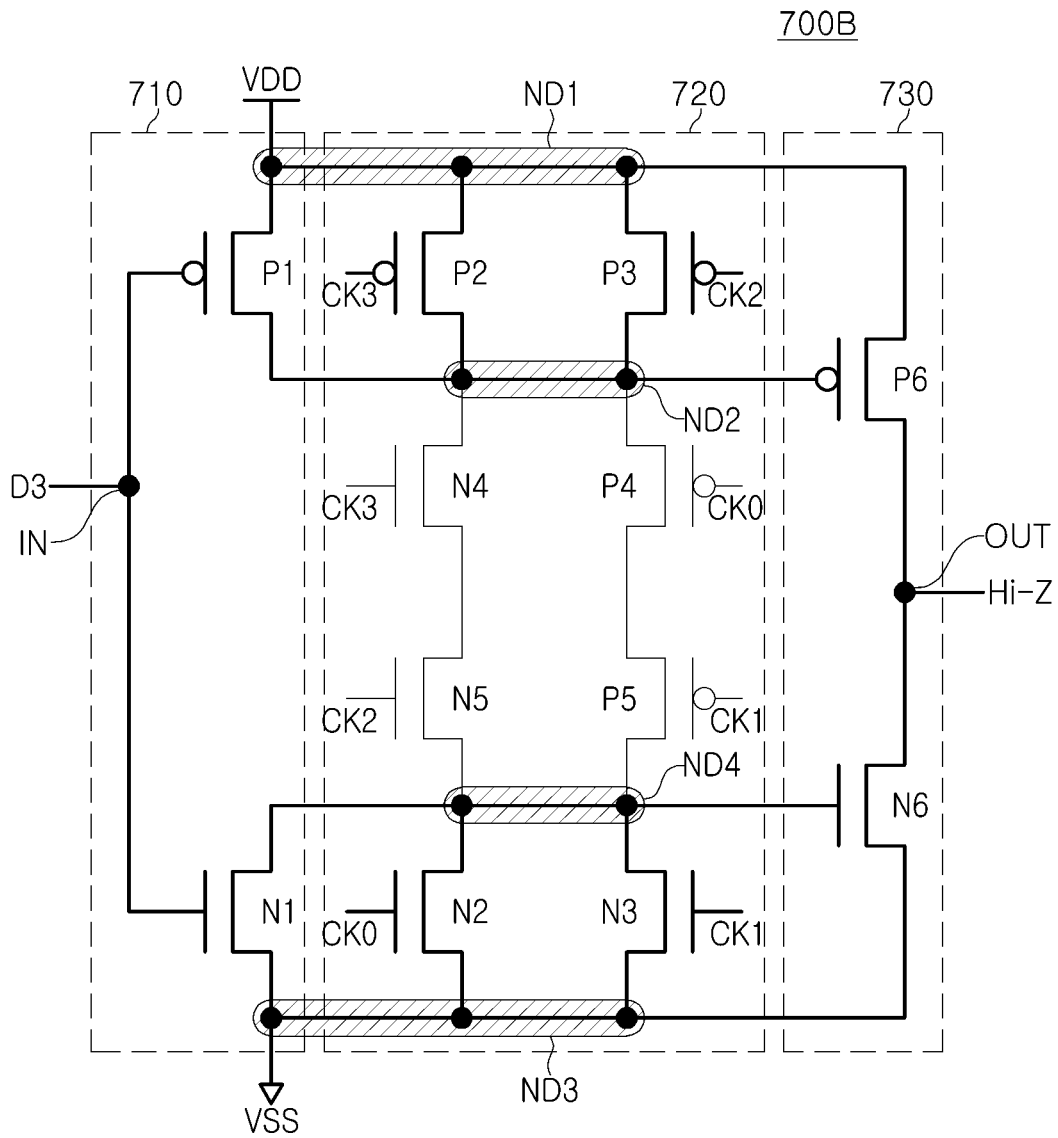 700B
710
VDD
ND1
720
730
P1
P2
P3
CK3
CK2
P6
ND2
D3
N4
P4
CK3
CK0
IN
OUT
Hi-Z
N5
P5
CK2
CK1
ND4
N6
N1
N2
N3
CK0
CK1
ND3
VSS